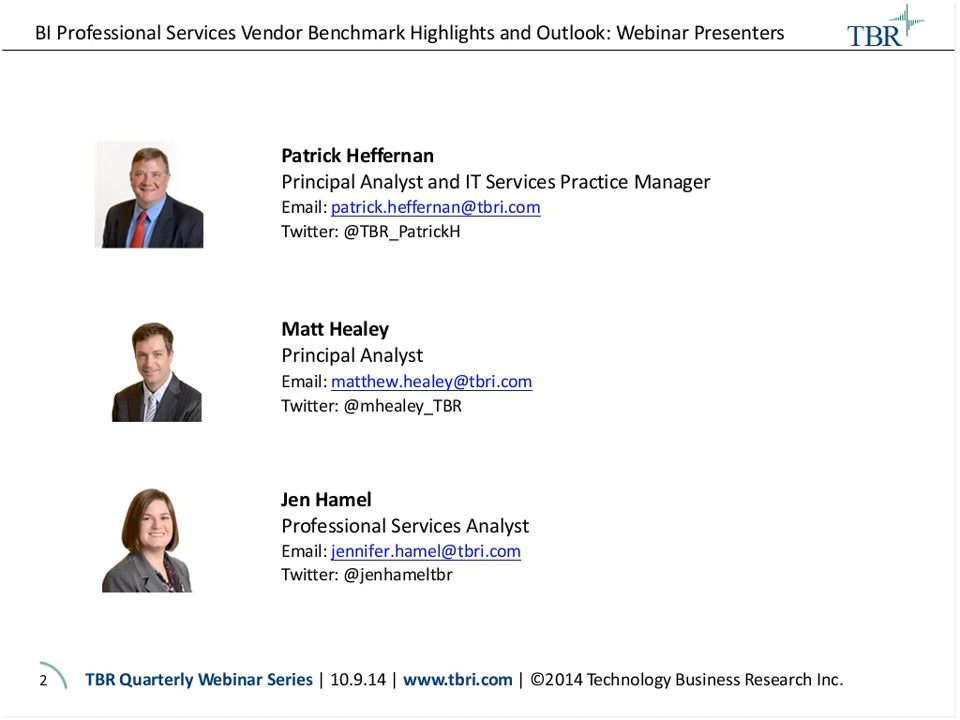 BI Professional Services Vendor Benchmark Highlights and Outlook: Webinar Presenters
TBR
Patrick Heffernan
Principal Analyst and IT Services Practice Manager
Email: patrick.heffernan@tbri.com
Twitter: @TBR_PatrickH
Matt Healey
Principal Analyst
Email: matthew.healey@tbri.com
Twitter: @mhealey_TBR
Jen Hamel
Professional Services Analyst
Email: jennifer.hamel@tbri.com
Twitter: @jenhameltbr
2 TBR Quarterly Webinar Series | 10.9.14 | www.tbri.com | ©2014 Technology Business Research Inc.